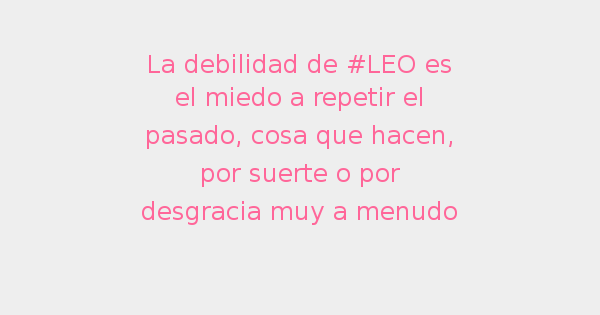 La debilidad de #LEO es
el miedo a repetir el
pasado, cosa que hacen,
por suerte o por
desgracia muy a menudo